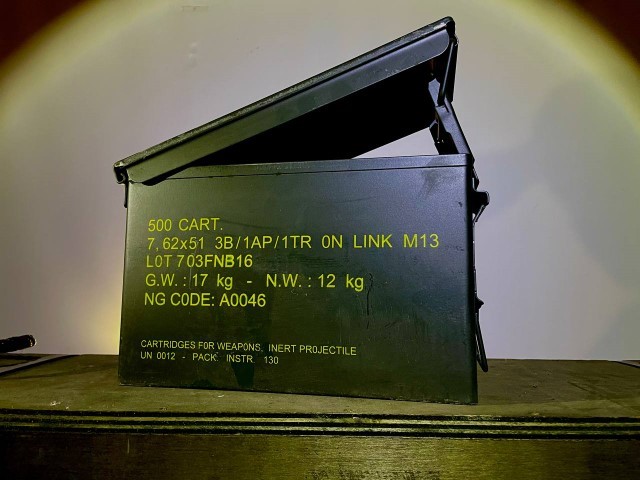 500 CART.
7,62x51 3B/1AP/1TR 0N LINK M13
L0T 703FNB16
G.W. : 17 kg - N.W. : 12 kg
NG C0DE: A0046
CARTRIDGES F0R WEAP0NS, INERT PR0JECTILE
UN 0012 - PACK. INSTR. 130